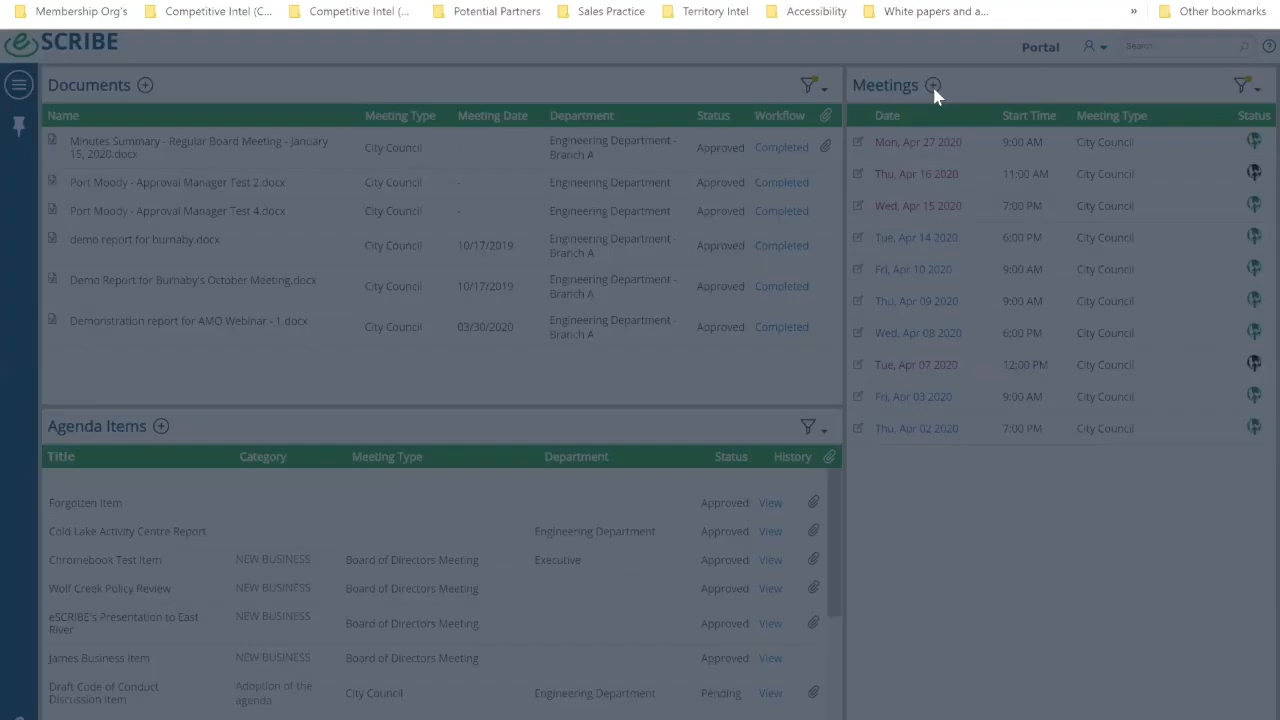 Membership Org's Competitive Intel (C... Competitive Intel (... Potential Partners Sales Practice Territory Intel Accessibility White papers and a... » Other bookmarks
eSCRIBE Portal Search...
Documents
Name Meeting Type Meeting Date Department Status Workflow
Minutes Summary - Regular Board Meeting - January
15, 2020.docx City Council Engineering Department -
Branch A Approved Completed
Port Moody - Approval Manager Test 2.docx City Council - Engineering Department Approved Completed
Port Moody - Approval Manager Test 4.docx City Council - Engineering Department Approved Completed
demo report for burnaby.docx City Council 10/17/2019 Engineering Department -
Branch A Approved Completed
Demo Report for Burnaby's October Meeting.docx City Council 10/17/2019 Engineering Department -
Branch A Approved Completed
Demonstration report for AMO Webinar - 1.docx City Council 03/30/2020 Engineering Department -
Branch A Approved Completed
Meetings
Date Start Time Meeting Type Status
Mon, Apr 27 2020 9:00 AM City Council
Thu, Apr 16 2020 11:00 AM City Council
Wed, Apr 15 2020 7:00 PM City Council
Tue, Apr 14 2020 6:00 PM City Council
Fri, Apr 10 2020 9:00 AM City Council
Thu, Apr 09 2020 9:00 AM City Council
Wed, Apr 08 2020 6:00 PM City Council
Tue, Apr 07 2020 12:00 PM City Council
Fri, Apr 03 2020 9:00 AM City Council
Thu, Apr 02 2020 7:00 PM City Council
Agenda Items
Title Category Meeting Type Department Status History
Forgotten Item Approved View
Cold Lake Activity Centre Report Engineering Department Approved View
Chromebook Test Item NEW BUSINESS Board of Directors Meeting Executive Approved View
Wolf Creek Policy Review NEW BUSINESS Board of Directors Meeting Approved View
eSCRIBE's Presentation to East
River NEW BUSINESS Board of Directors Meeting Approved View
James Business Item NEW BUSINESS Board of Directors Meeting Approved View
Draft Code of Conduct
Discussion Item Adoption of the
agenda City Council Engineering Department Pending View